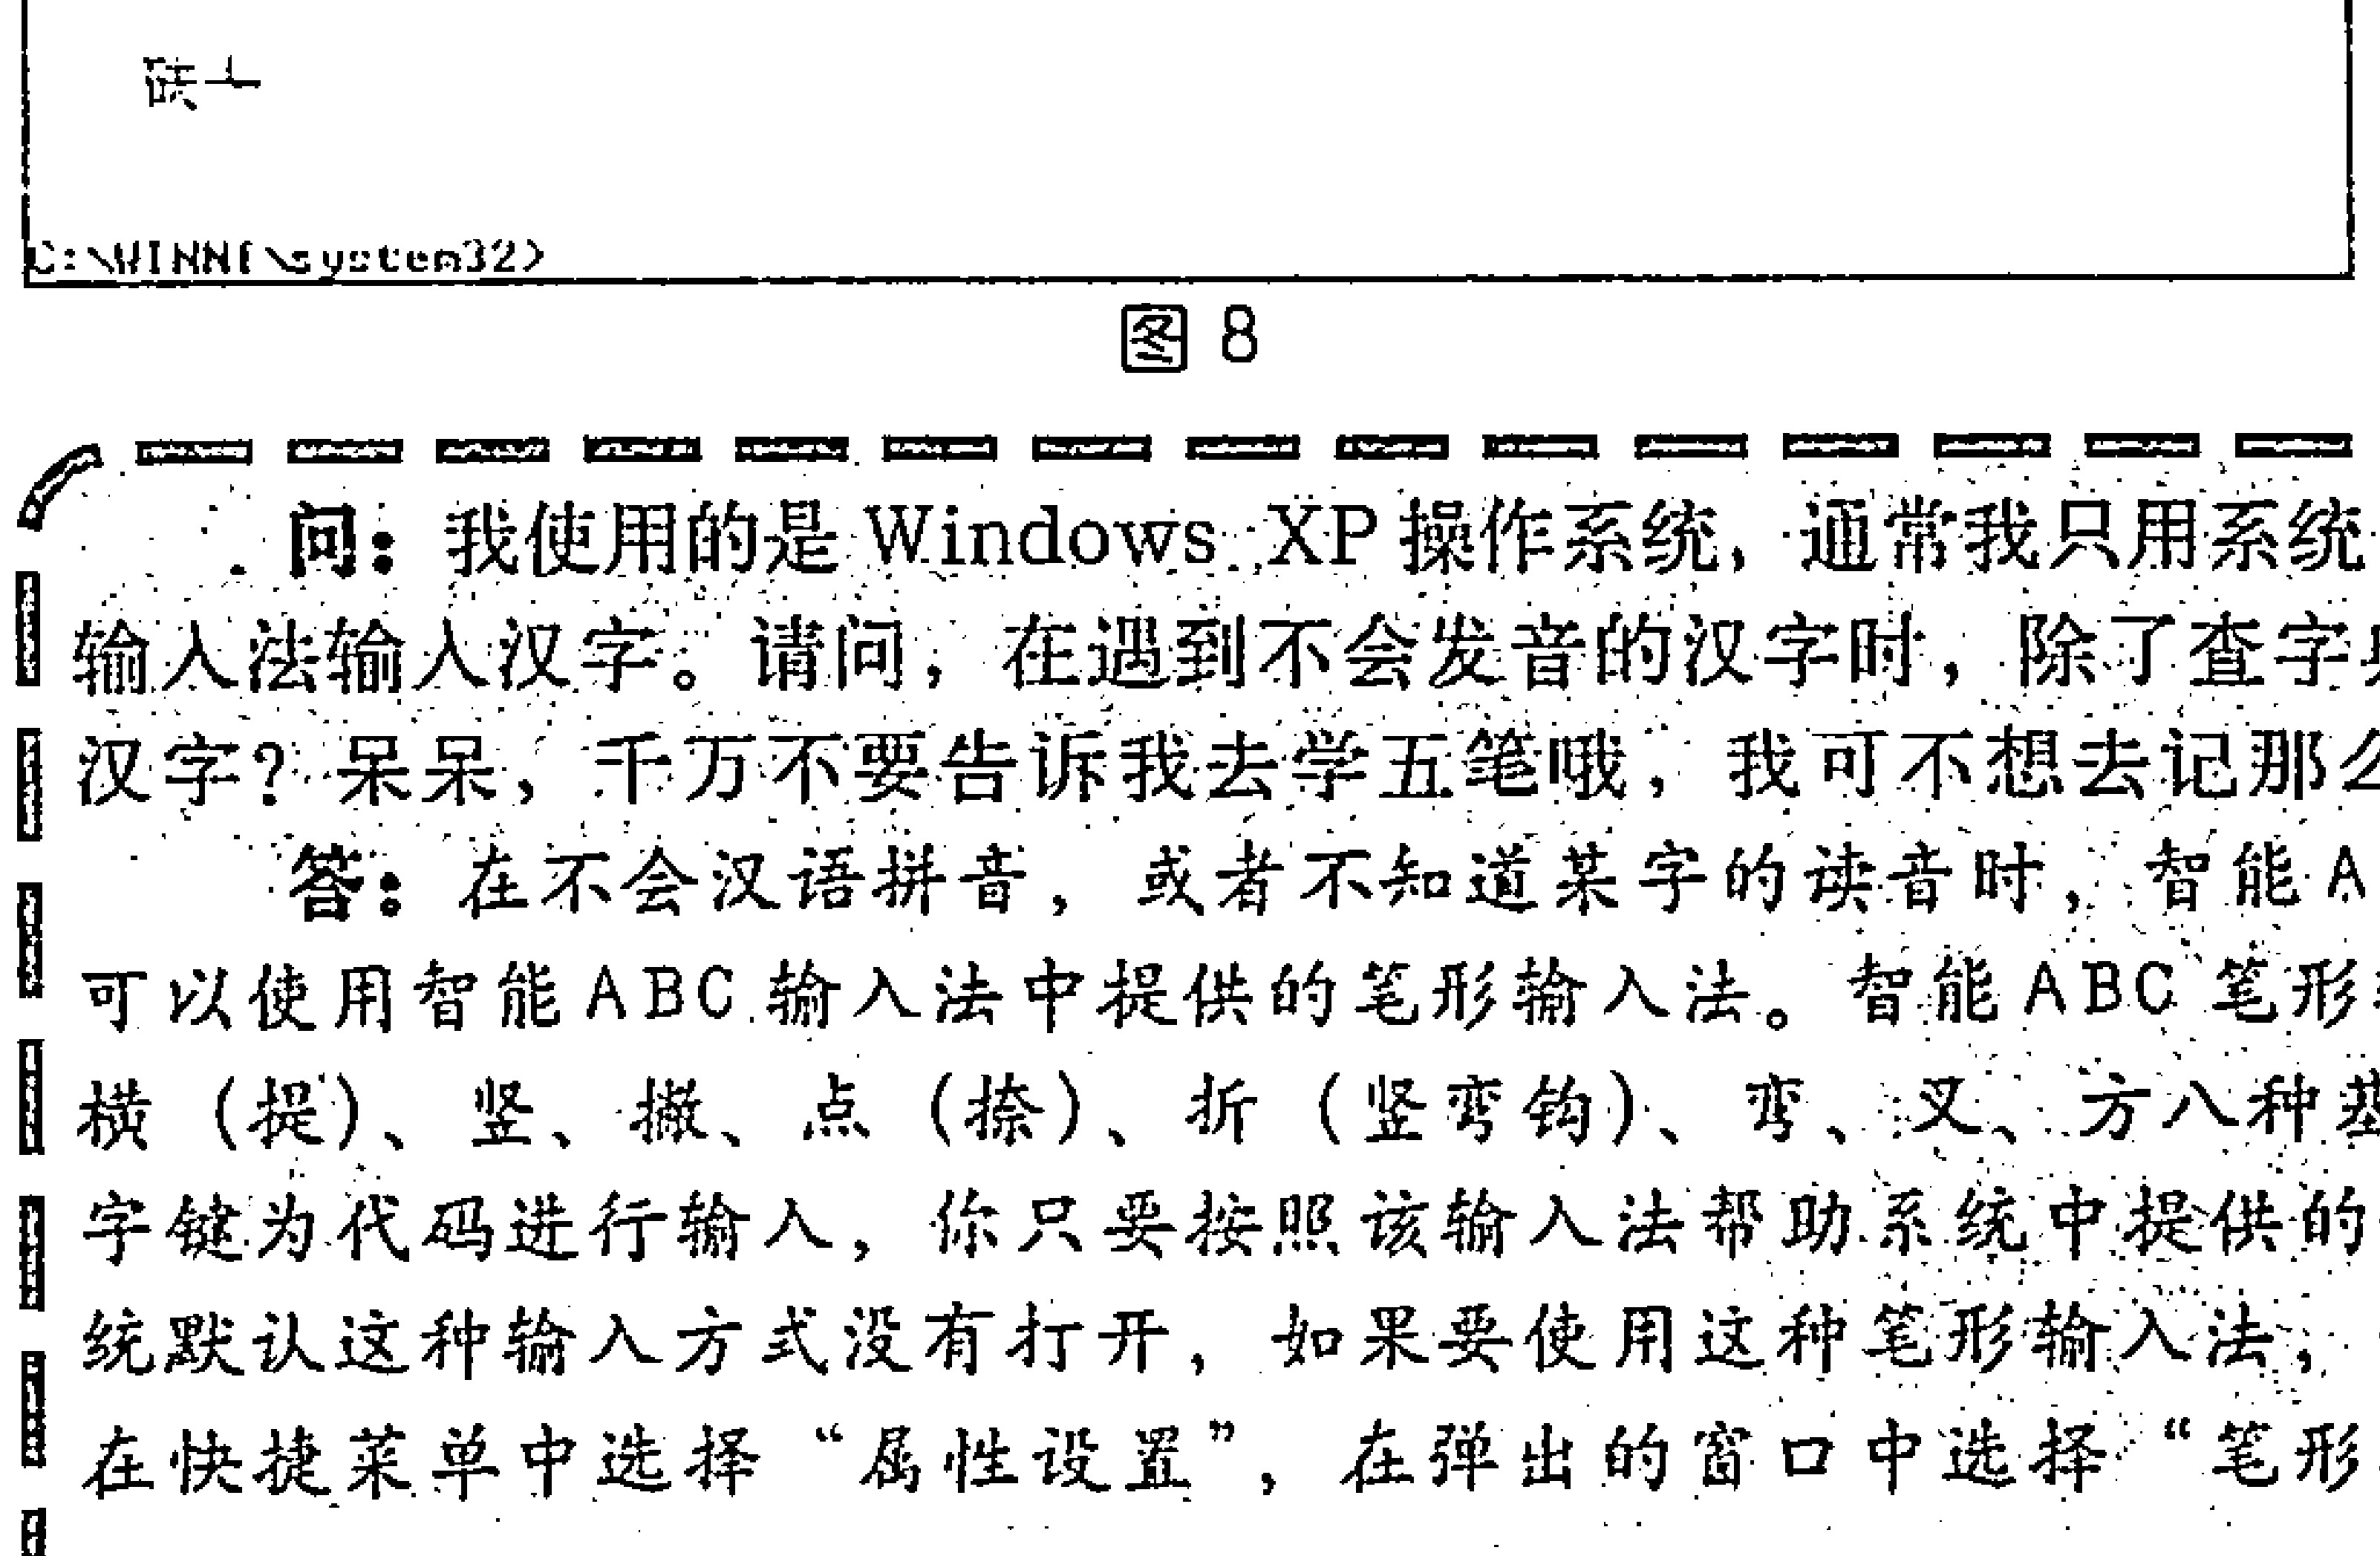 C:\WINNT\system32>
图 8
问：我使用的是 Windows XP 操作系统，通常我只用系统
输入法输入汉字。请问，在遇到不会发音的汉字时，除了查字
汉字？呆呆，千万不要告诉我去学五笔哦，我可不想去记那么
答：在不会汉语拼音，或者不知道某字的读音时，智能 A
可以使用智能 ABC 输入法中提供的笔形输入法。智能 ABC 笔形
横（提）、竖、撇、点（捺）、折（竖弯钩）、弯、叉、方八种基
字键为代码进行输入，你只要按照该输入法帮助系统中提供的
统默认这种输入方式没有打开，如果要使用这种笔形输入法，
在快捷菜单中选择“属性设置”，在弹出的窗口中选择“笔形